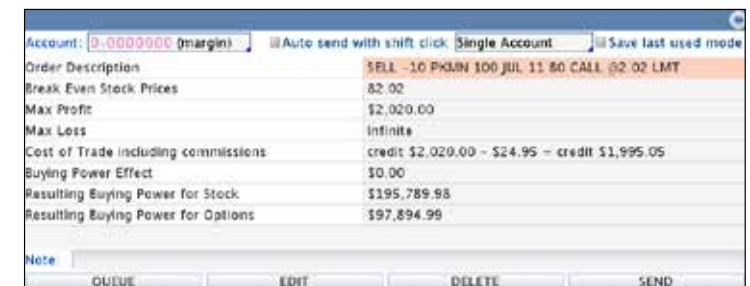 Account: 0-0000000 (margin) Auto send with shift click Single Account Save last used mode
Order Description SELL -10 PKMN 100 JUL 11 80 CALL @2.02 LMT
Break Even Stock Prices 82.02
Max Profit $2,020.00
Max Loss Infinite
Cost of Trade including commissions credit $2,020.00 - $24.95 = credit $1,995.05
Buying Power Effect $0.00
Resulting Buying Power for Stock $195,789.98
Resulting Buying Power for Options $97,894.99
Note:
QUEUE EDIT DELETE SEND